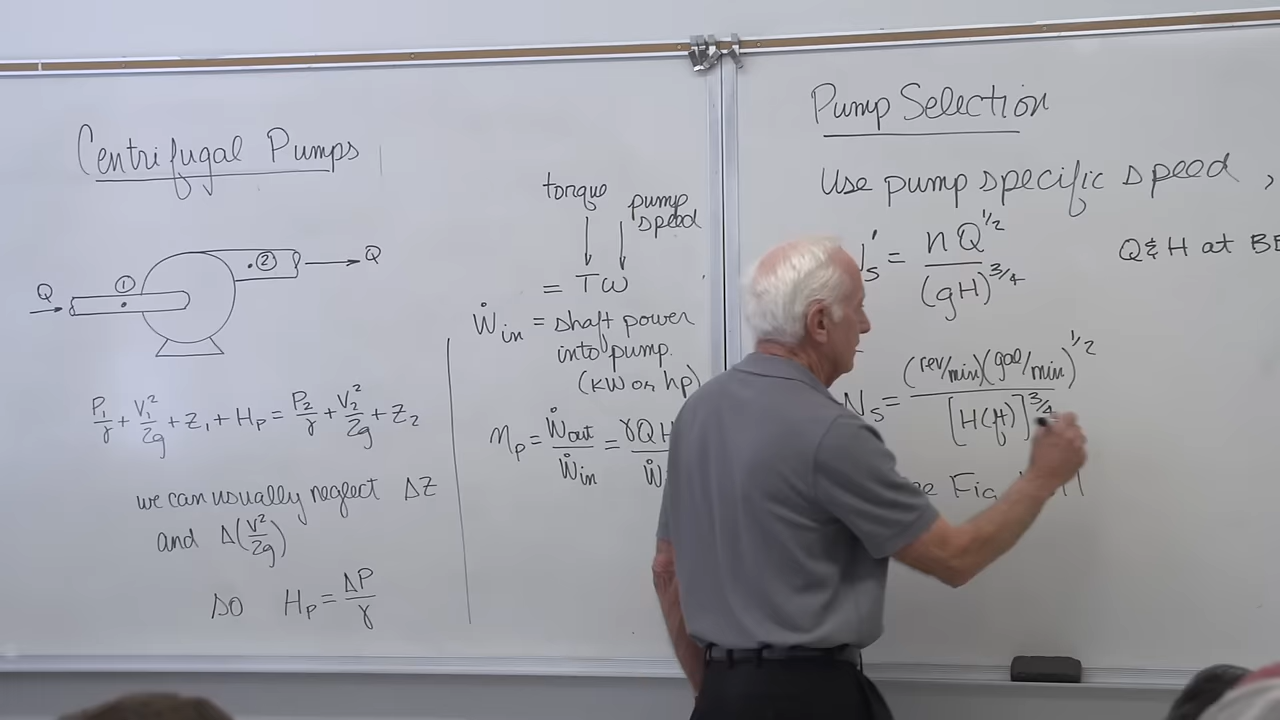 Centrifugal Pumps
Q
①
②
Q
P₁/γ + V₁²/2g + Z₁ + Hₚ = P₂/γ + V₂²/2g + Z₂
we can usually neglect ΔZ
and Δ(V²/2g)
so Hₚ = ΔP/γ
torque
pump
speed
= Tω
Ẇin = shaft power
into pump.
(kW or hp)
ηₚ = Ẇout/Ẇin = γQH/Ẇ
Pump Selection
Use pump specific speed,
s' = nQ^1/2/(gH)^3/4
Q & H at
Ns = (rev/min)(gal/min)^1/2/[H(ft)]^3/4
Fig